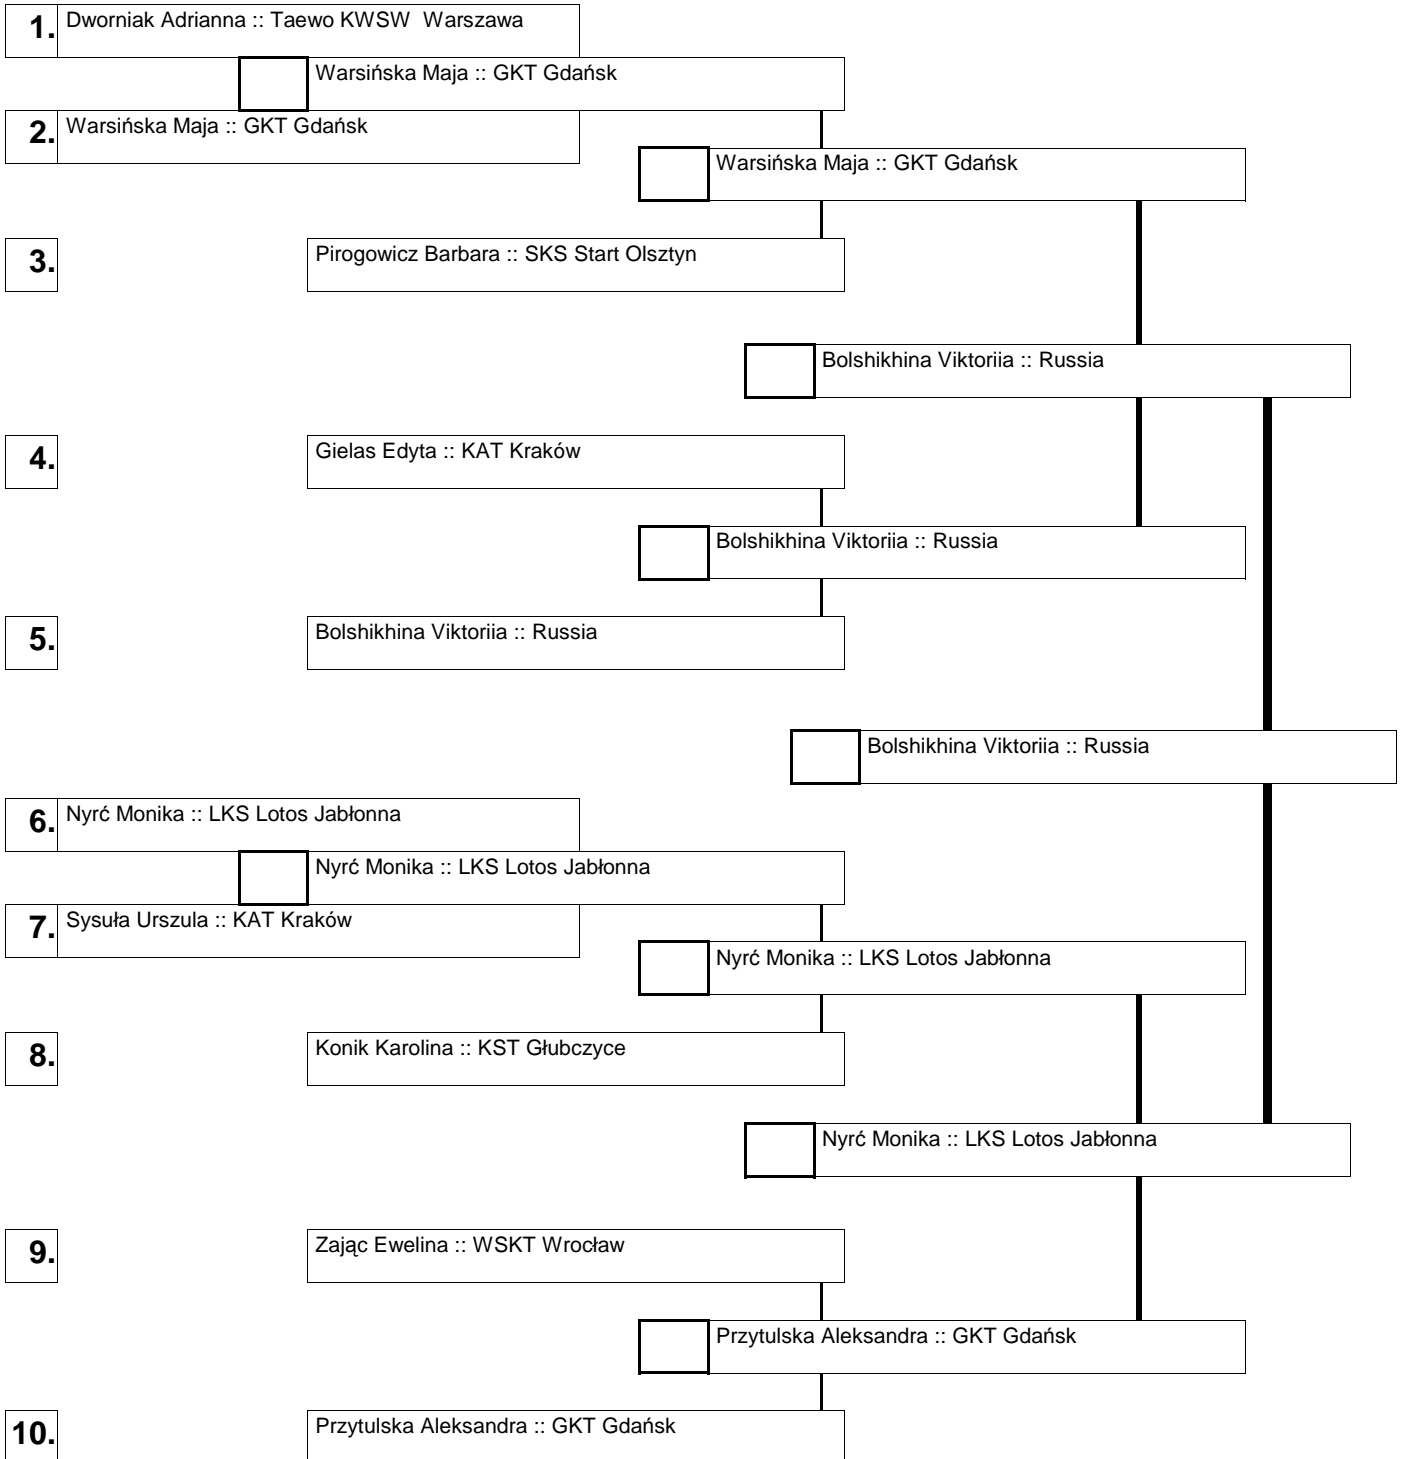 1. Dworniak Adrianna :: Taewo KWSW  Warszawa
Warsińska Maja :: GKT Gdańsk
2. Warsińska Maja :: GKT Gdańsk
Warsińska Maja :: GKT Gdańsk
3. Pirogowicz Barbara :: SKS Start Olsztyn
Bolshikhina Viktoriia :: Russia
4. Gielas Edyta :: KAT Kraków
Bolshikhina Viktoriia :: Russia
5. Bolshikhina Viktoriia :: Russia
Bolshikhina Viktoriia :: Russia
6. Nyrć Monika :: LKS Lotos Jabłonna
Nyrć Monika :: LKS Lotos Jabłonna
7. Sysuła Urszula :: KAT Kraków
Nyrć Monika :: LKS Lotos Jabłonna
8. Konik Karolina :: KST Głubczyce
Nyrć Monika :: LKS Lotos Jabłonna
9. Zając Ewelina :: WSKT Wrocław
Przytulska Aleksandra :: GKT Gdańsk
10. Przytulska Aleksandra :: GKT Gdańsk